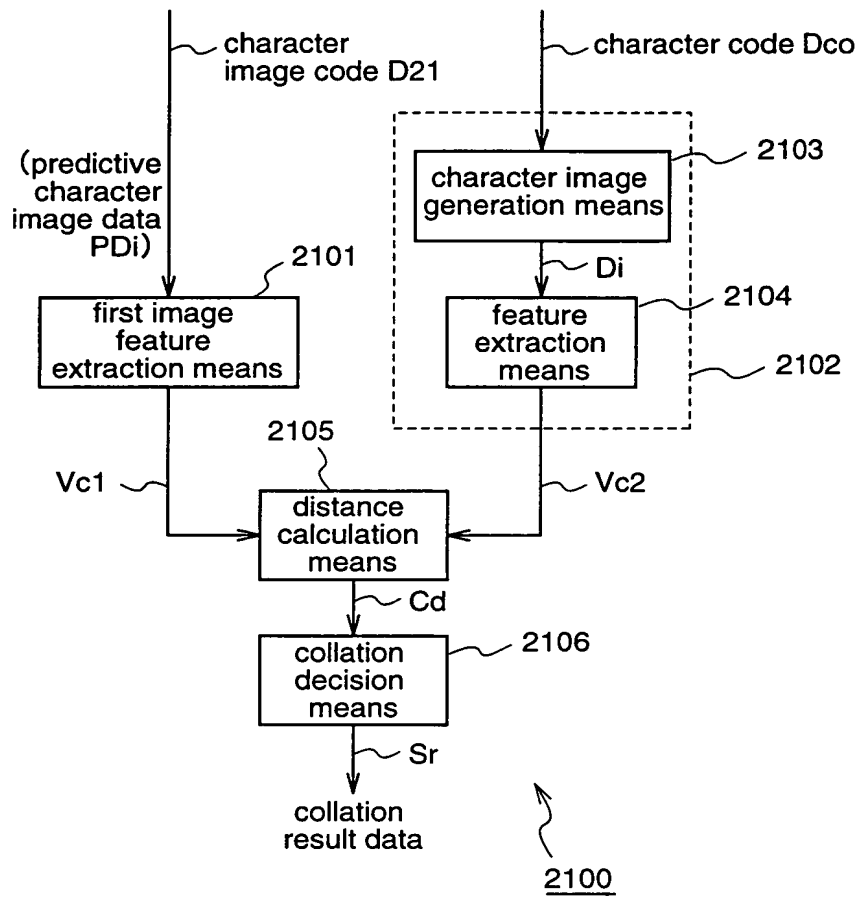 character
image code D21
character code Dco
(predictive
character
image data
PDi)
2103
character image
generation means
Di
2101
2104
first image
feature
extraction means
feature
extraction
means
2102
2105
Vc1
Vc2
distance
calculation
means
Cd
2106
collation
decision
means
Sr
collation
result data
2100